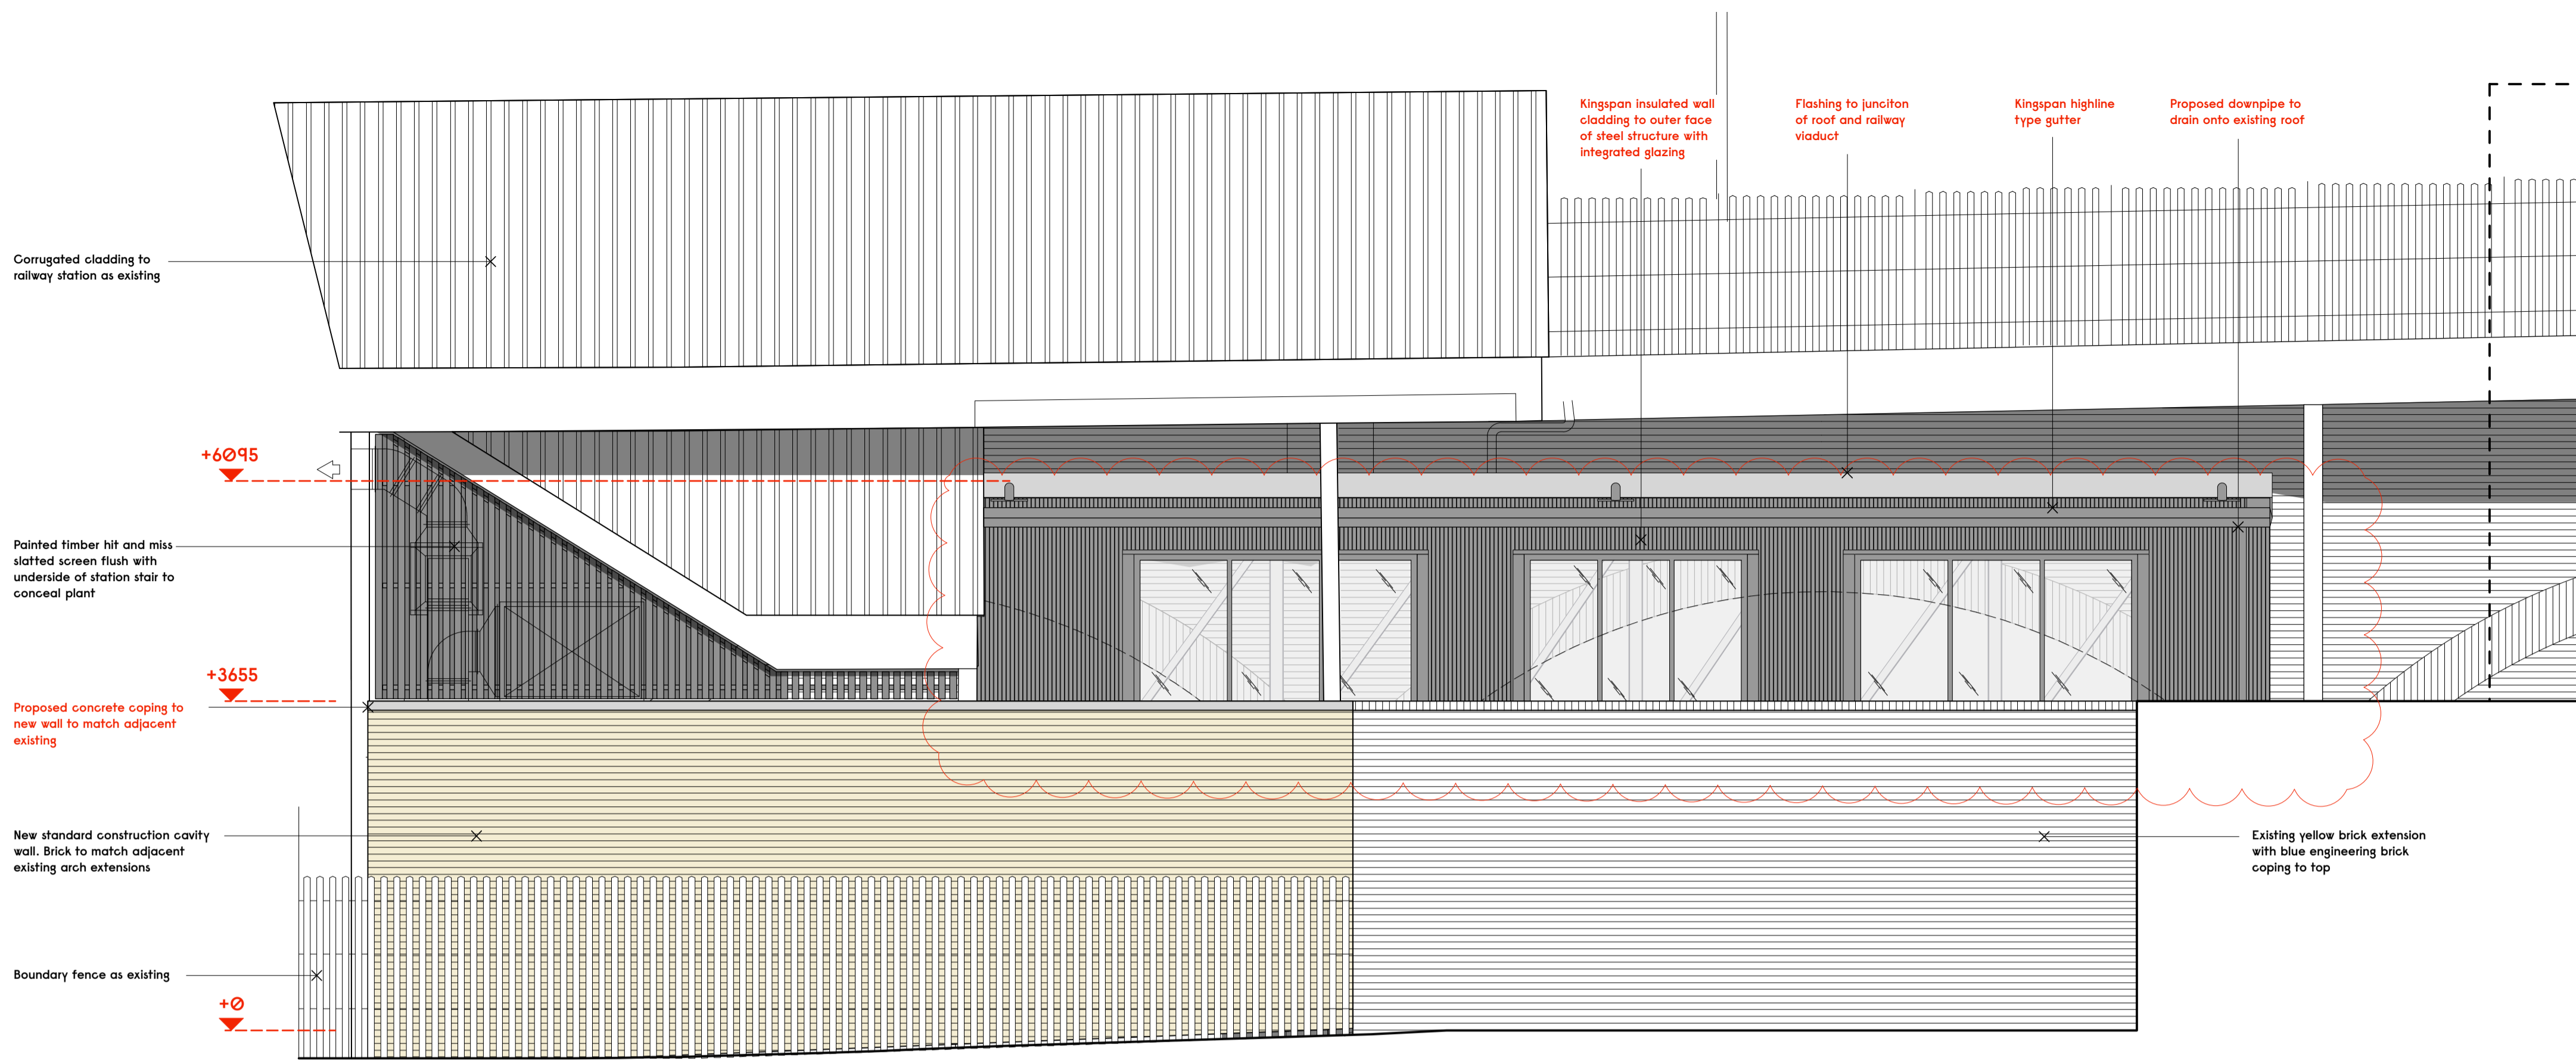 Kingspan insulated wall
cladding to outer face
of steel structure with
integrated glazing
Flashing to junciton
of roof and railway
viaduct
Kingspan highline
type gutter
Proposed downpipe to
drain onto existing roof
Corrugated cladding to
railway station as existing
+6095
Painted timber hit and miss
slatted screen flush with
underside of station stair to
conceal plant
+3655
Proposed concrete coping to
new wall to match adjacent
existing
New standard construction cavity
wall. Brick to match adjacent
existing arch extensions
Existing yellow brick extension
with blue engineering brick
coping to top
Boundary fence as existing
+0